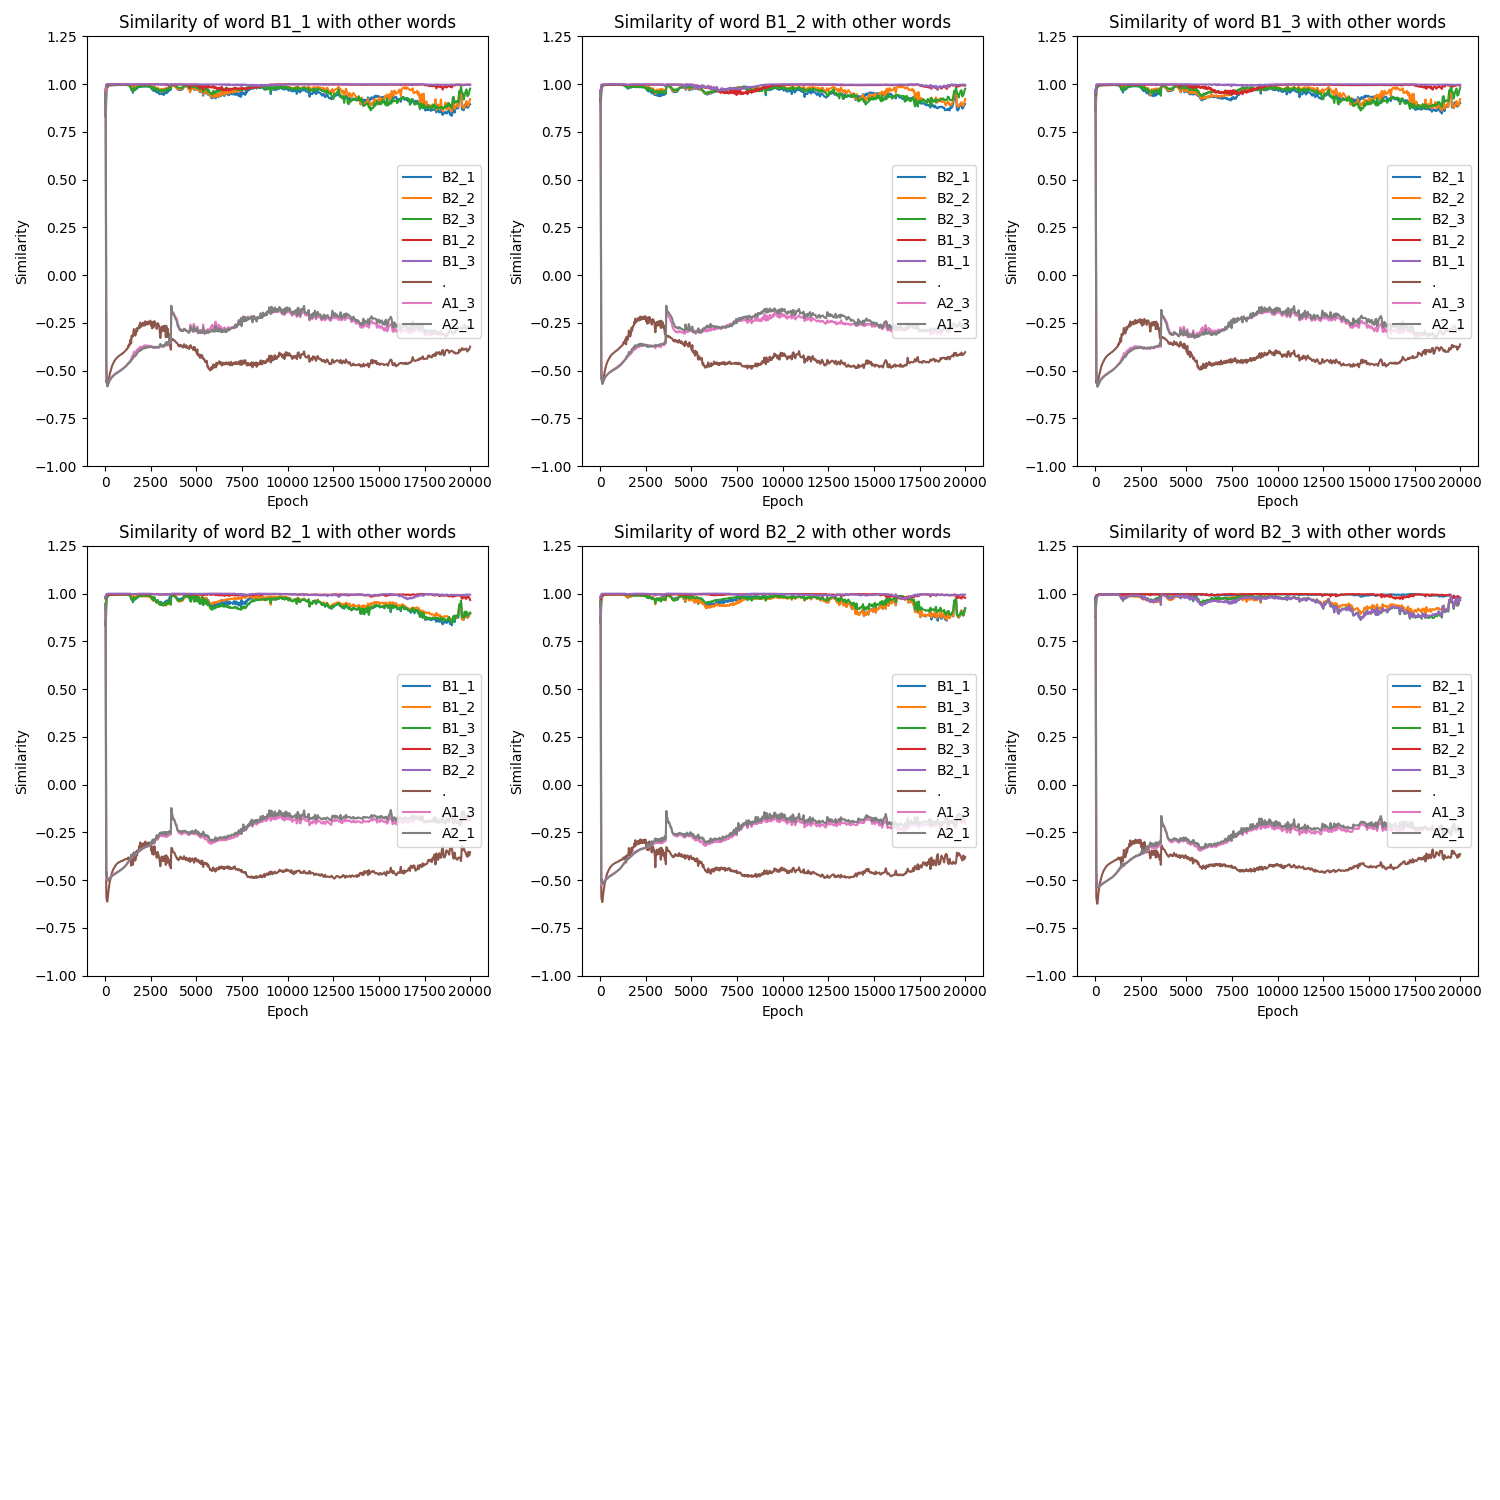 Similarity of word B1_1 with other words
1.25
1.00
0.75
0.50
0.25
0.00
−0.25
−0.50
−0.75
−1.00
Similarity
B2_1
B2_2
B2_3
B1_2
B1_3
.
A1_3
A2_1
0 2500 5000 7500 10000 12500 15000 17500 20000
Epoch
Similarity of word B1_2 with other words
1.25
1.00
0.75
0.50
0.25
0.00
−0.25
−0.50
−0.75
−1.00
Similarity
B2_1
B2_2
B2_3
B1_3
B1_1
.
A2_3
A1_3
0 2500 5000 7500 10000 12500 15000 17500 20000
Epoch
Similarity of word B1_3 with other words
1.25
1.00
0.75
0.50
0.25
0.00
−0.25
−0.50
−0.75
−1.00
Similarity
B2_1
B2_2
B2_3
B1_2
B1_1
.
A1_3
A2_1
0 2500 5000 7500 10000 12500 15000 17500 20000
Epoch
Similarity of word B2_1 with other words
1.25
1.00
0.75
0.50
0.25
0.00
−0.25
−0.50
−0.75
−1.00
Similarity
B1_1
B1_2
B1_3
B2_3
B2_2
.
A1_3
A2_1
0 2500 5000 7500 10000 12500 15000 17500 20000
Epoch
Similarity of word B2_2 with other words
1.25
1.00
0.75
0.50
0.25
0.00
−0.25
−0.50
−0.75
−1.00
Similarity
B1_1
B1_3
B1_2
B2_3
B2_1
.
A1_3
A2_1
0 2500 5000 7500 10000 12500 15000 17500 20000
Epoch
Similarity of word B2_3 with other words
1.25
1.00
0.75
0.50
0.25
0.00
−0.25
−0.50
−0.75
−1.00
Similarity
B2_1
B1_2
B1_1
B2_2
B1_3
.
A1_3
A2_1
0 2500 5000 7500 10000 12500 15000 17500 20000
Epoch